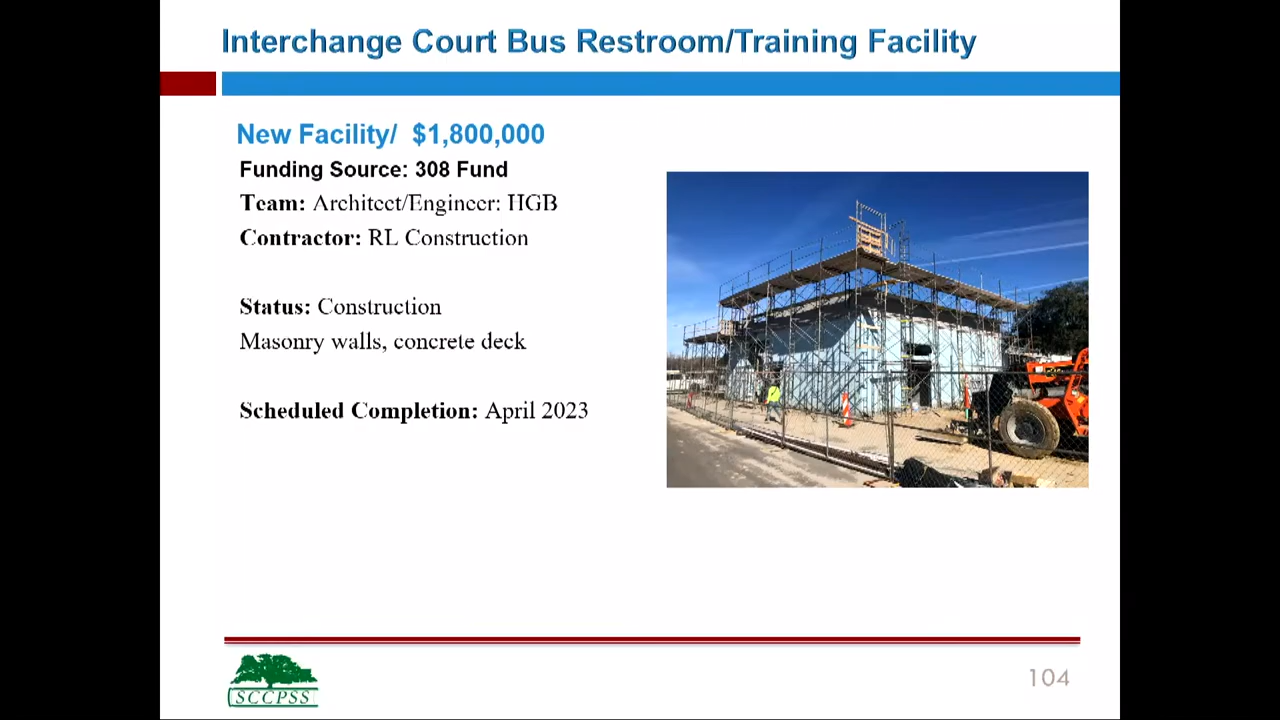 Interchange Court Bus Restroom/Training Facility
New Facility/ $1,800,000
Funding Source: 308 Fund
Team: Architect/Engineer: HGB
Contractor: RL Construction
Status: Construction
Masonry walls, concrete deck
Scheduled Completion: April 2023
SCCPSS
104